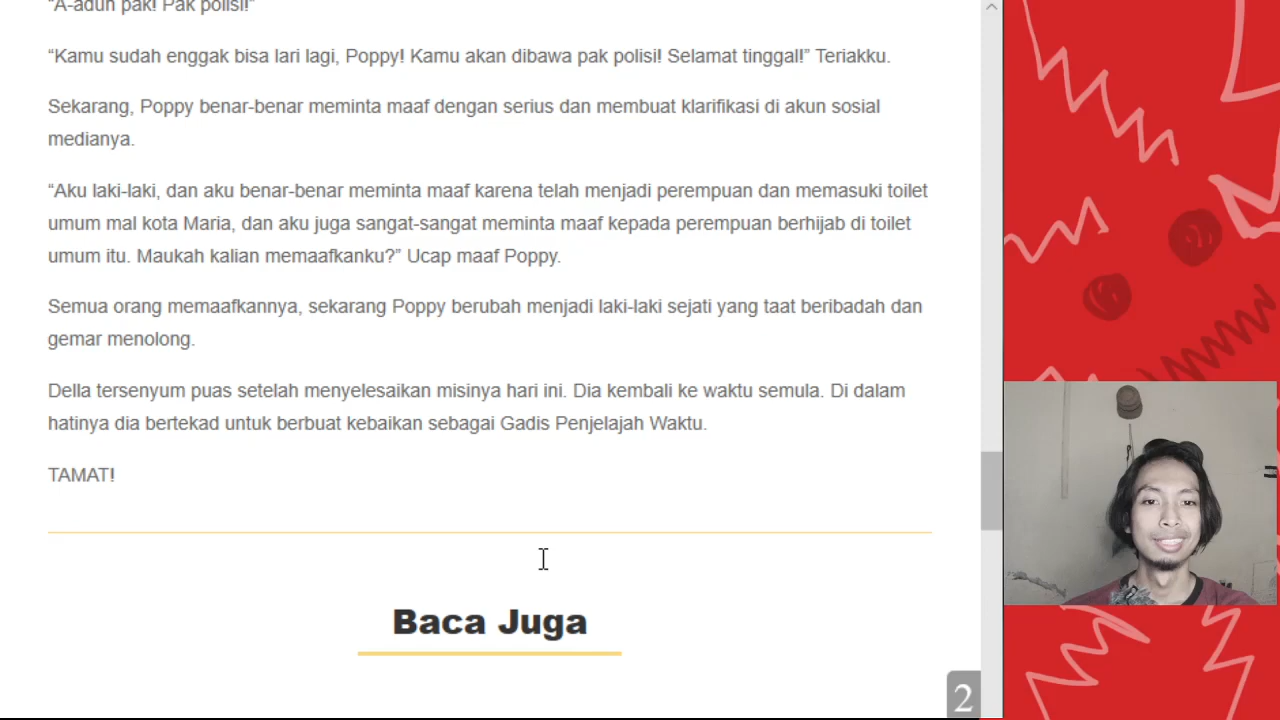 “A-aduh pak! Pak polisi!”
“Kamu sudah enggak bisa lari lagi, Poppy! Kamu akan dibawa pak polisi! Selamat tinggal!” Teriakku.
Sekarang, Poppy benar-benar meminta maaf dengan serius dan membuat klarifikasi di akun sosial
medianya.
“Aku laki-laki, dan aku benar-benar meminta maaf karena telah menjadi perempuan dan memasuki toilet
umum mal kota Maria, dan aku juga sangat-sangat meminta maaf kepada perempuan berhijab di toilet
umum itu. Maukah kalian memaafkanku?” Ucap maaf Poppy.
Semua orang memaafkannya, sekarang Poppy berubah menjadi laki-laki sejati yang taat beribadah dan
gemar menolong.
Della tersenyum puas setelah menyelesaikan misinya hari ini. Dia kembali ke waktu semula. Di dalam
hatinya dia bertekad untuk berbuat kebaikan sebagai Gadis Penjelajah Waktu.
TAMAT!
Baca Juga
2